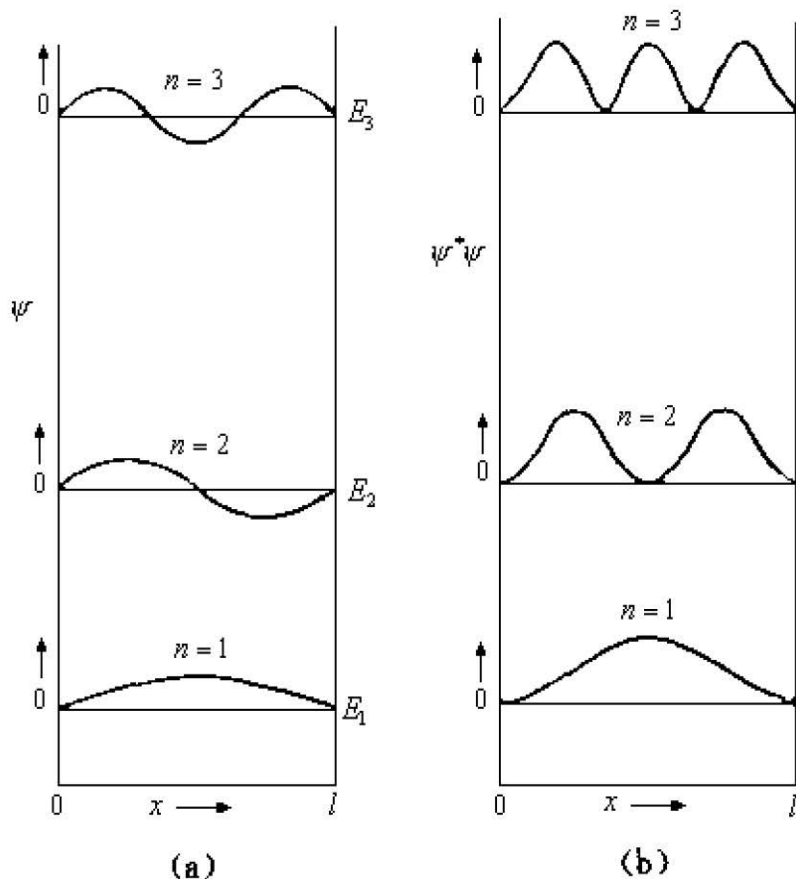 n = 3
0
E₃
ψ
n = 2
0
E₂
n = 1
0
E₁
0
x
l
(a)
n = 3
0
ψ*ψ
n = 2
0
n = 1
0
0
x
l
(b)